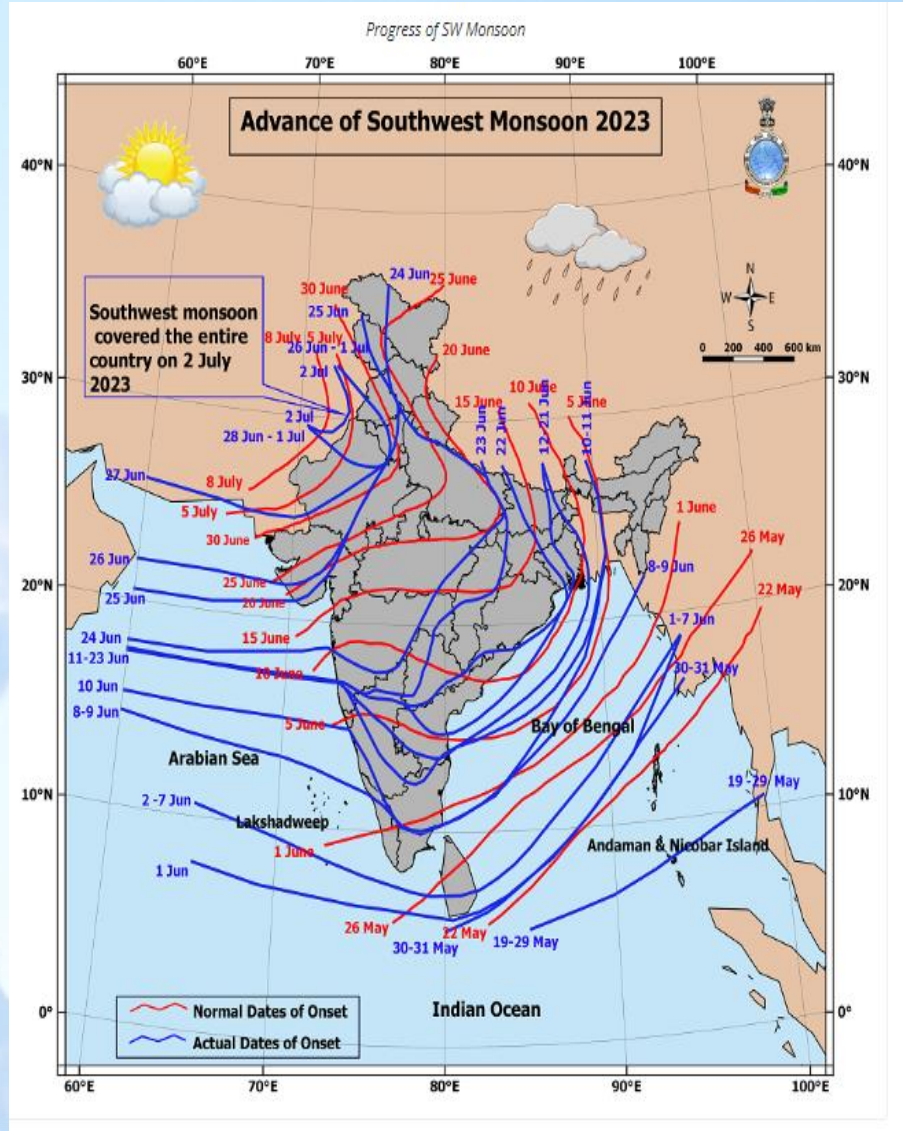 Progress of SW Monsoon
60°E 70°E 80°E 90°E 100°E
Advance of Southwest Monsoon 2023
40°N 40°N
N
W E
S
0 200 400 600 km
Southwest monsoon
covered the entire
country on 2 July
2023
24 Jun
25 June
30 June
25 Jun
8 July 5 July
26 Jun - 1 Jul
20 June
2 Jul
30°N 30°N
10 June
15 June
5 June
23 Jun
22 Jun
12-21 Jun
10-11 Jun
2 Jul
28 Jun - 1 Jul
27 Jun
8 July
5 July
1 June
30 June
26 May
26 Jun
8-9 Jun
20°N 20°N
25 June
22 May
25 Jun
20 June
1-7 Jun
24 Jun
15 June
11-23 Jun
30-31 May
10 June
10 Jun
8-9 Jun
5 June
Bay of Bengal
Arabian Sea
19-29 May
10°N 10°N
2 -7 Jun
Lakshadweep
Andaman & Nicobar Island
1 June
1 Jun
26 May
22 May
30-31 May
19-29 May
0° 0°
Normal Dates of Onset
Indian Ocean
Actual Dates of Onset
60°E 70°E 80°E 90°E 100°E